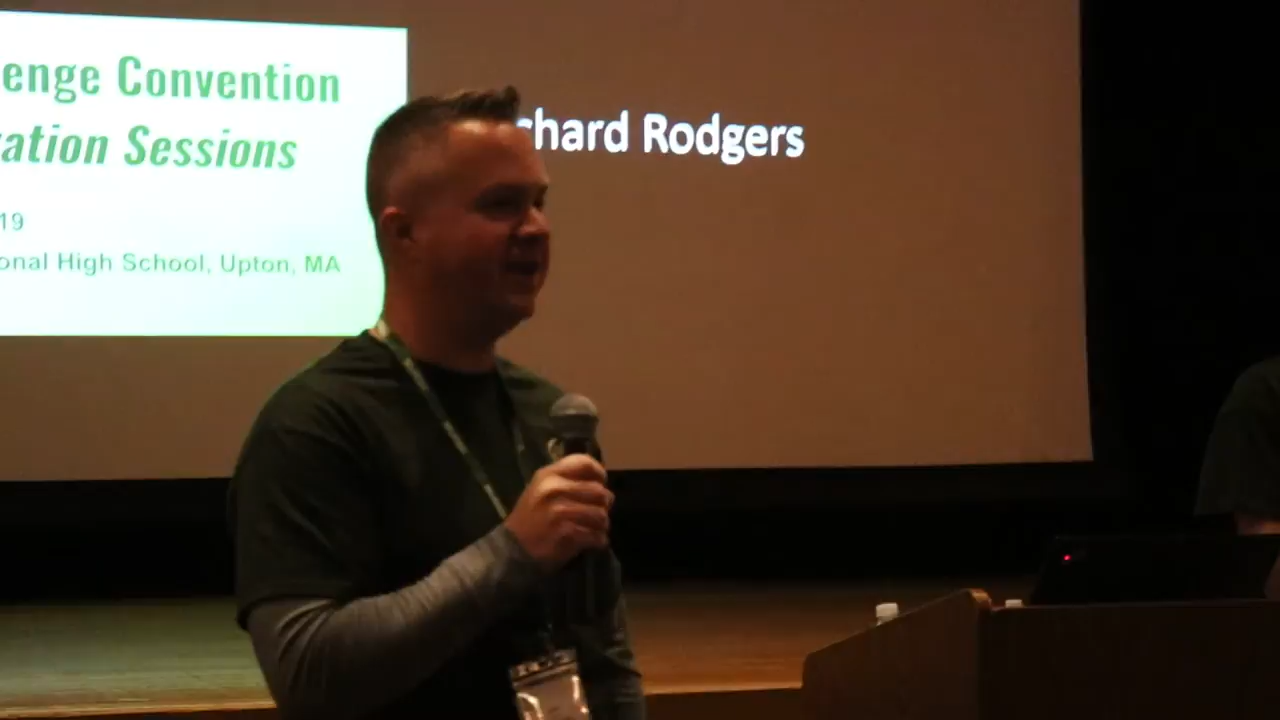 enge Convention
ation Sessions
19
onal High School, Upton, MA
chard Rodgers